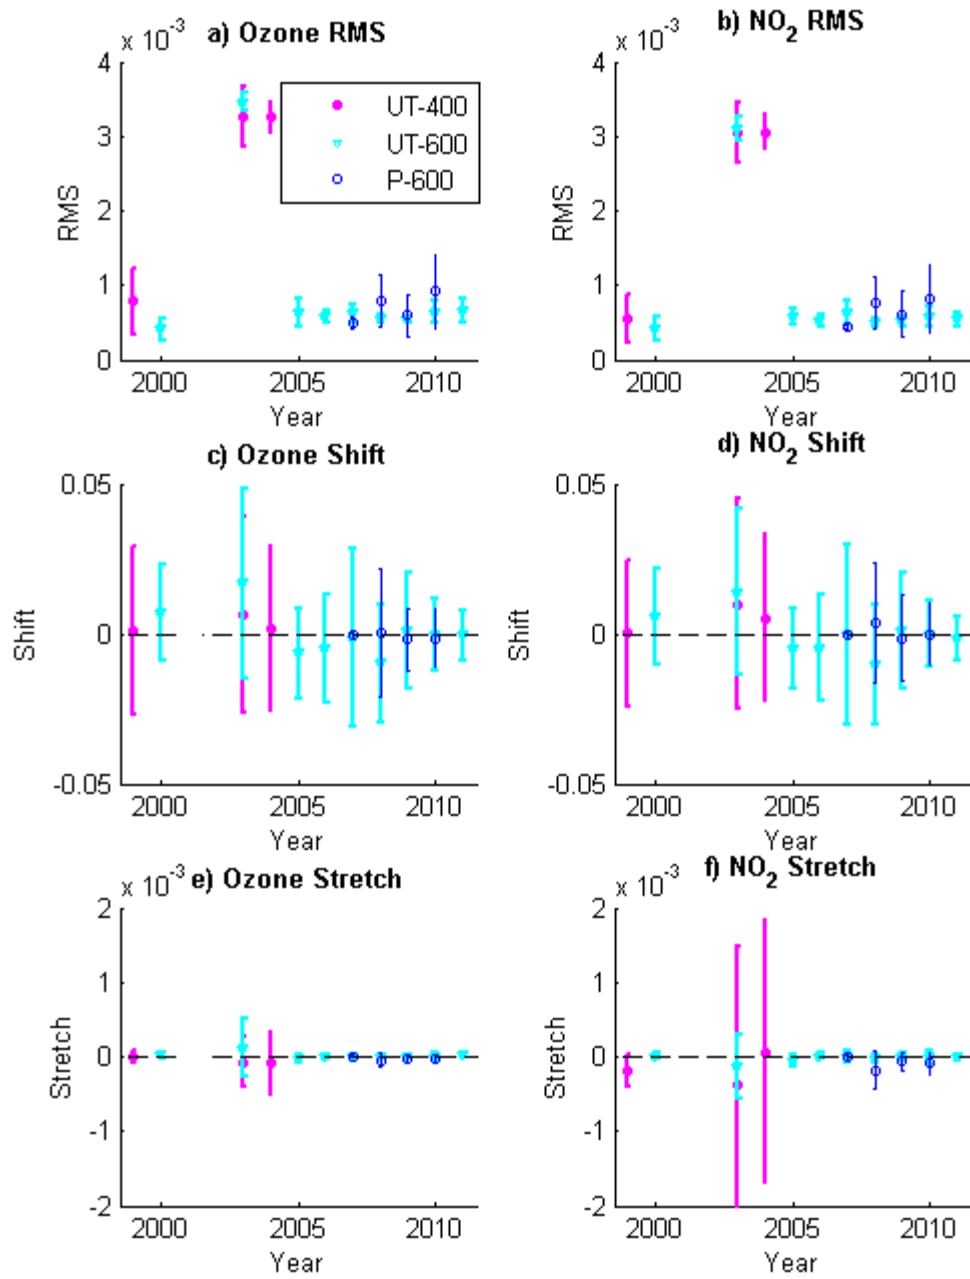 × 10⁻³ a) Ozone RMS
4
3
2
1
0
RMS
2000 2005 2010
Year
UT-400
UT-600
P-600
× 10⁻³ b) NO₂ RMS
4
3
2
1
0
RMS
2000 2005 2010
Year
c) Ozone Shift
0.05
0
-0.05
Shift
2000 2005 2010
Year
d) NO₂ Shift
0.05
0
-0.05
Shift
2000 2005 2010
Year
× 10⁻³ e) Ozone Stretch
2
1
0
-1
-2
Stretch
2000 2005 2010
Year
× 10⁻³ f) NO₂ Stretch
2
1
0
-1
-2
Stretch
2000 2005 2010
Year